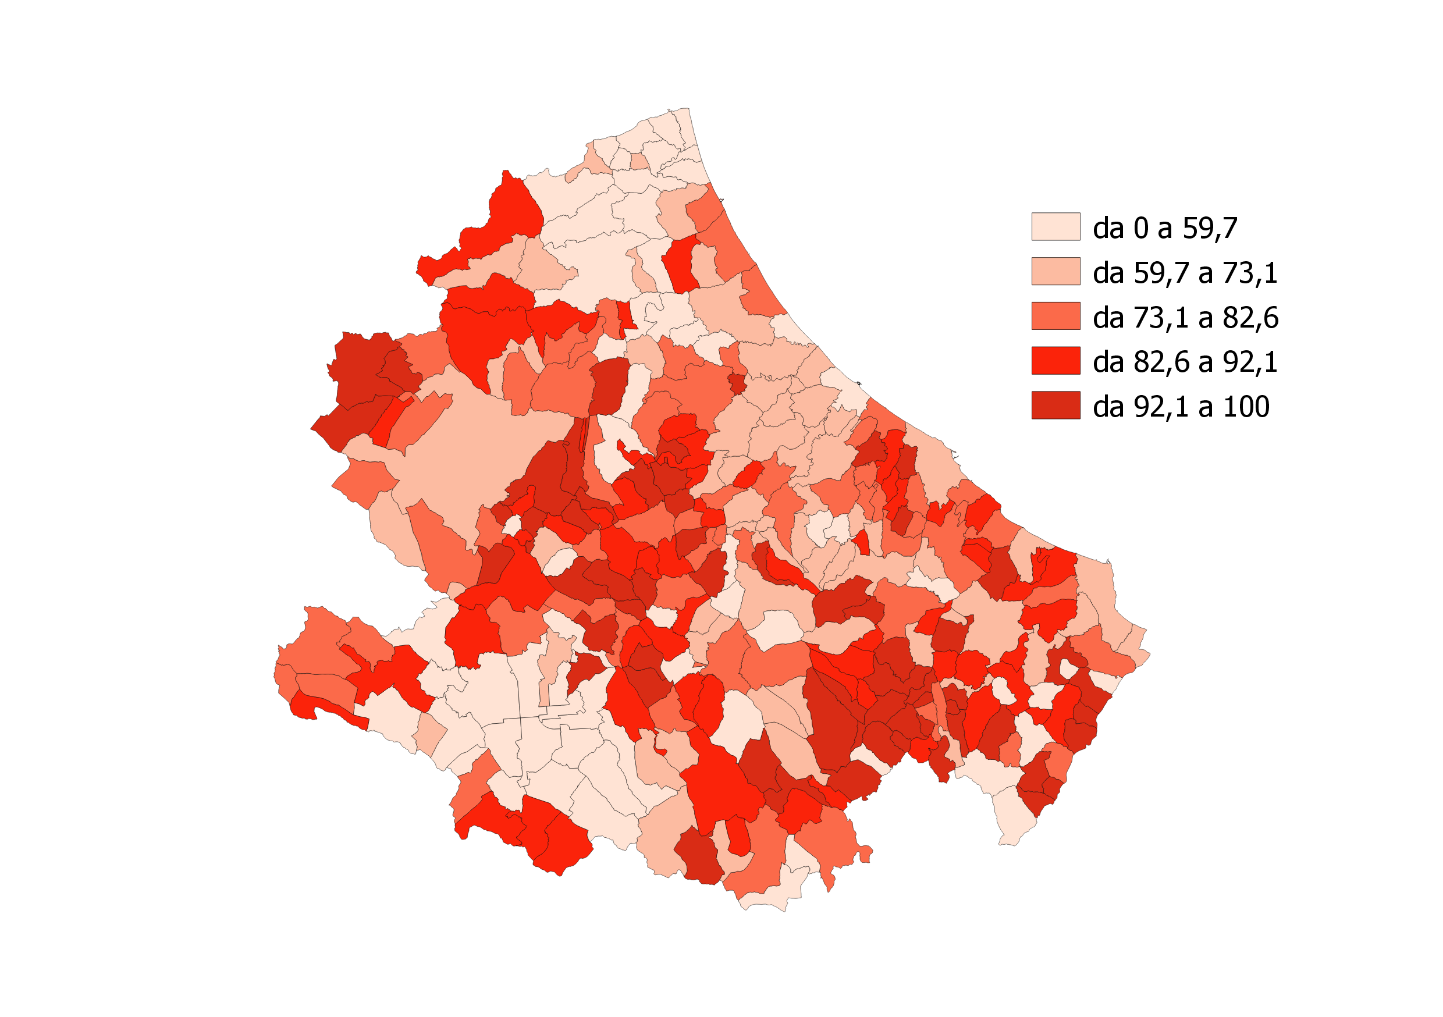 da 0 a 59,7
da 59,7 a 73,1
da 73,1 a 82,6
da 82,6 a 92,1
da 92,1 a 100